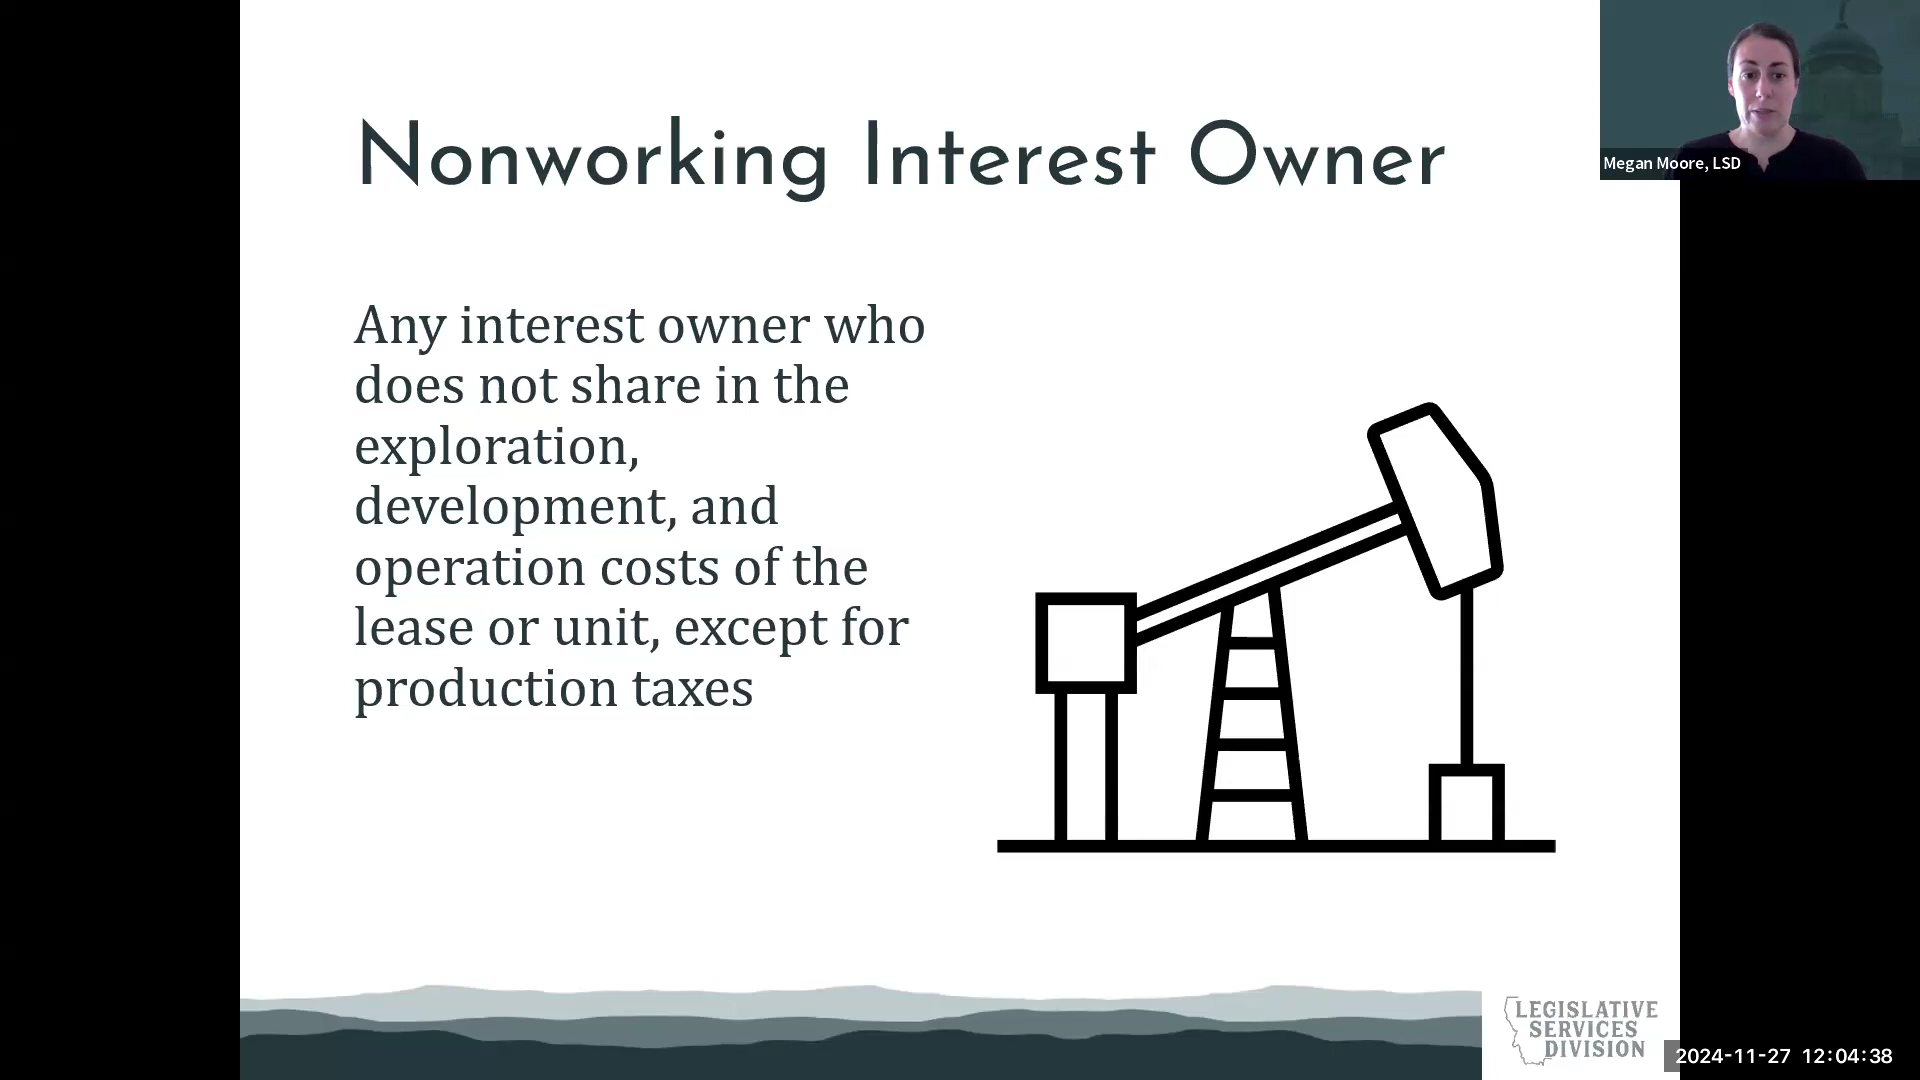 Nonworking Interest Owner
Megan Moore, LSD
Any interest owner who
does not share in the
exploration,
development, and
operation costs of the
lease or unit, except for
production taxes
LEGISLATIVE
SERVICES
DIVISION
2024-11-27 12:04:38